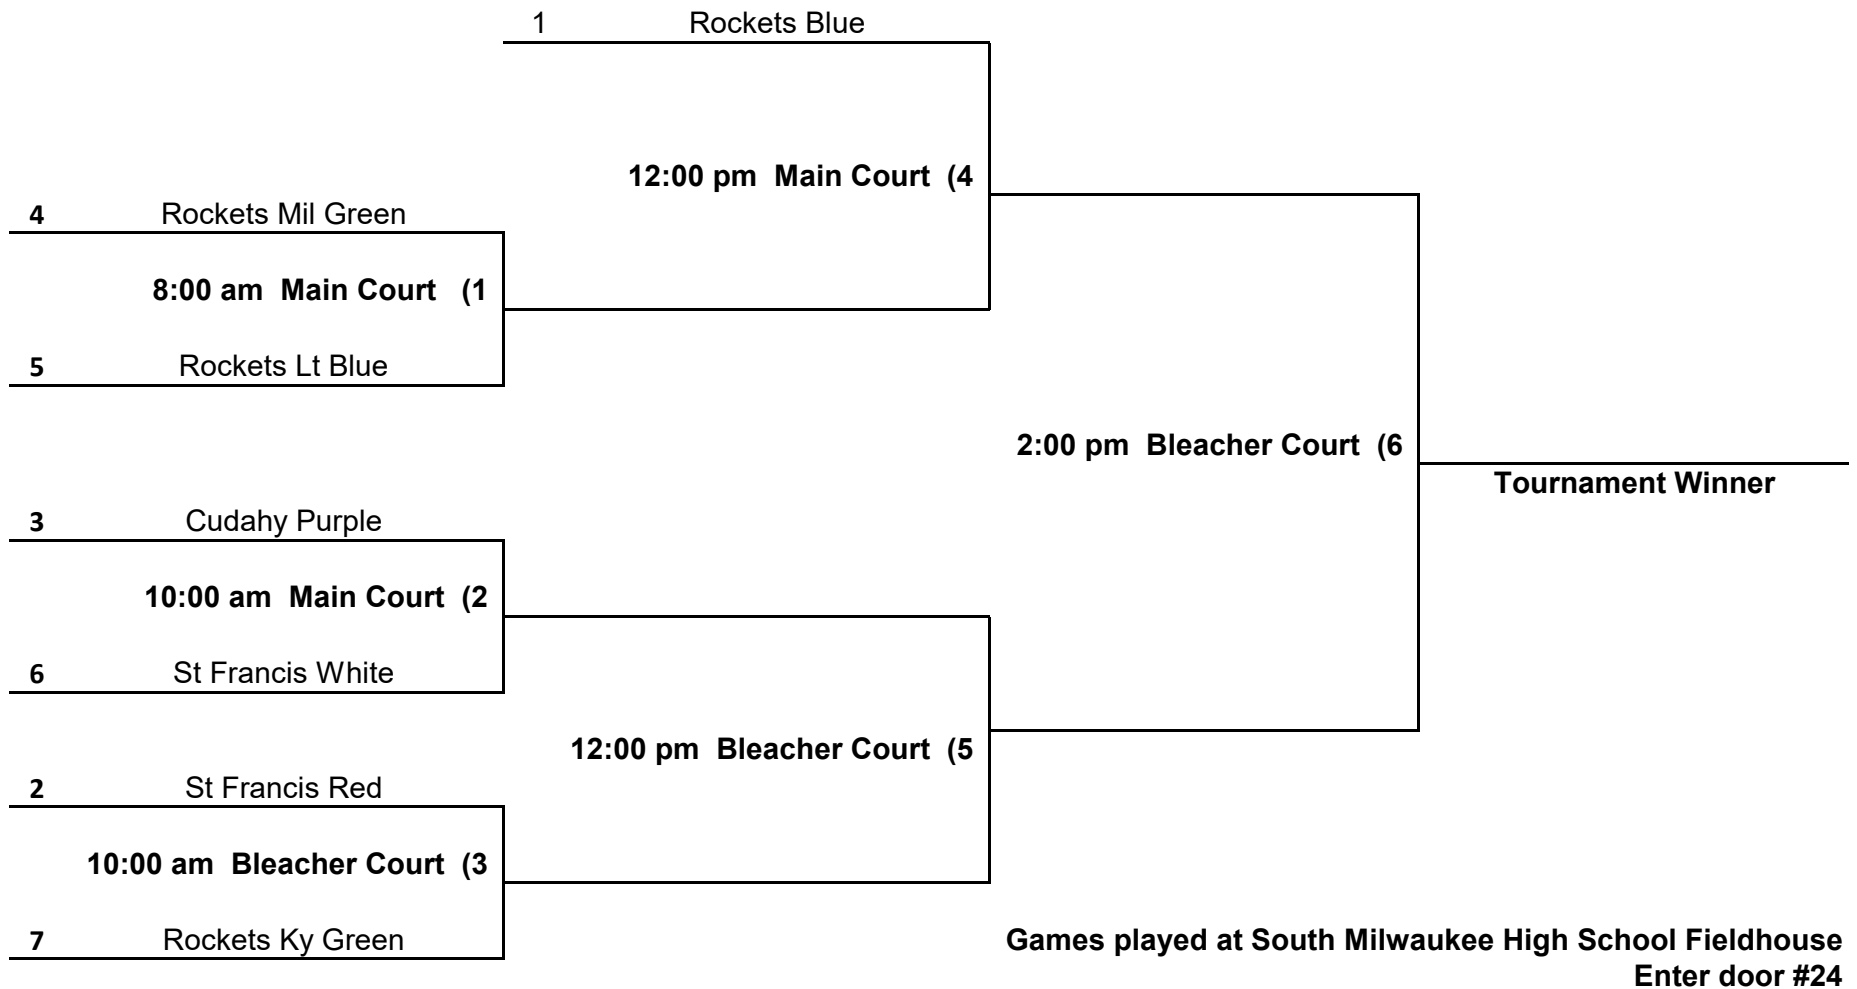 1 Rockets Blue
12:00 pm Main Court (4
4 Rockets Mil Green
8:00 am Main Court (1
5 Rockets Lt Blue
2:00 pm Bleacher Court (6
Tournament Winner
3 Cudahy Purple
10:00 am Main Court (2
6 St Francis White
12:00 pm Bleacher Court (5
2 St Francis Red
10:00 am Bleacher Court (3
7 Rockets Ky Green
Games played at South Milwaukee High School Fieldhouse
Enter door #24